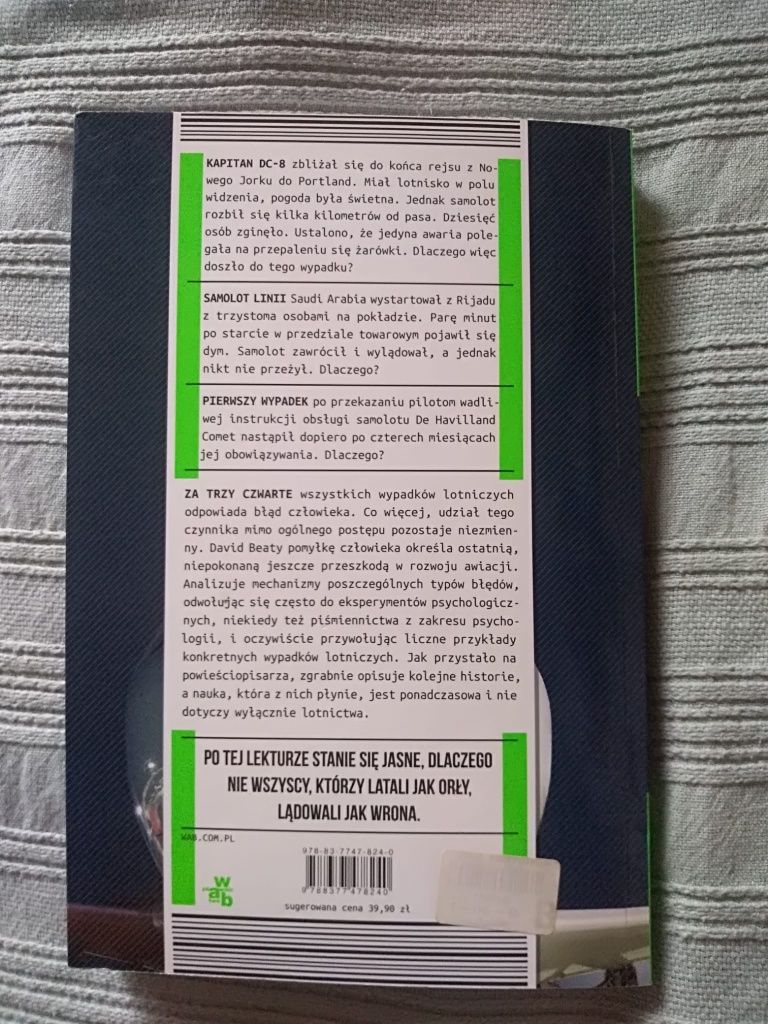 KAPITAN DC-8 zbliżał się do końca rejsu z No-
wego Jorku do Portland. Miał lotnisko w polu
widzenia, pogoda była świetna. Jednak samolot
rozbił się kilka kilometrów od pasa. Dziesięć
osób zginęło. Ustalono, że jedyna awaria pole-
gała na przepaleniu się żarówki. Dlaczego więc
doszło do tego wypadku?
SAMOLOT LINII Saudi Arabia wystartował z Rijadu
z trzystoma osobami na pokładzie. Parę minut
po starcie w przedziale towarowym pojawił się
dym. Samolot zawrócił i wylądował, a jednak
nikt nie przeżył. Dlaczego?
PIERWSZY WYPADEK po przekazaniu pilotom wadli-
wej instrukcji obsługi samolotu De Havilland
Comet nastąpił dopiero po czterech miesiącach
jej obowiązywania. Dlaczego?
ZA TRZY CZWARTE wszystkich wypadków lotniczych
odpowiada błąd człowieka. Co więcej, udział tego
czynnika mimo ogólnego postępu pozostaje niezmien-
ny. David Beaty pomyłkę człowieka określa ostatnią,
niepokonaną jeszcze przeszkodą w rozwoju awiacji.
Analizuje mechanizmy poszczególnych typów błędów,
odwołując się często do eksperymentów psychologicz-
nych, niekiedy też piśmiennictwa z zakresu psycho-
logii, i oczywiście przywołując liczne przykłady
konkretnych wypadków lotniczych. Jak przystało na
powieściopisarza, zgrabnie opisuje kolejne historie,
a nauka, która z nich płynie, jest ponadczasowa i nie
dotyczy wyłącznie lotnictwa.
PO TEJ LEKTURZE STANIE SIĘ JASNE, DLACZEGO
NIE WSZYSCY, KTÓRZY LATALI JAK ORŁY,
LĄDOWALI JAK WRONA.
WAB.COM.PL
978-83-7747-824-0
9 788377 478240
w
ab
sugerowana cena 39,90 zł